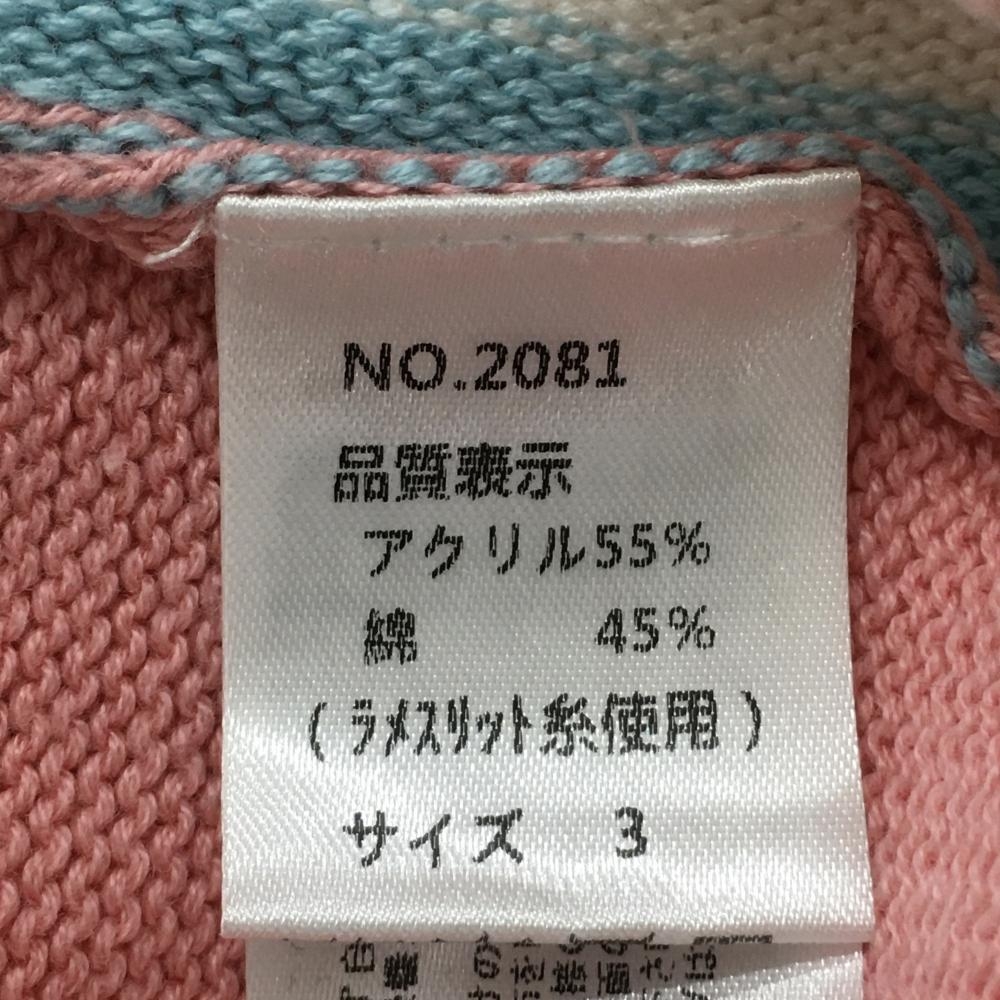 NO.2081
品質表示
アクリル55%
綿 45%
(ラメスリット糸使用)
サイズ 3